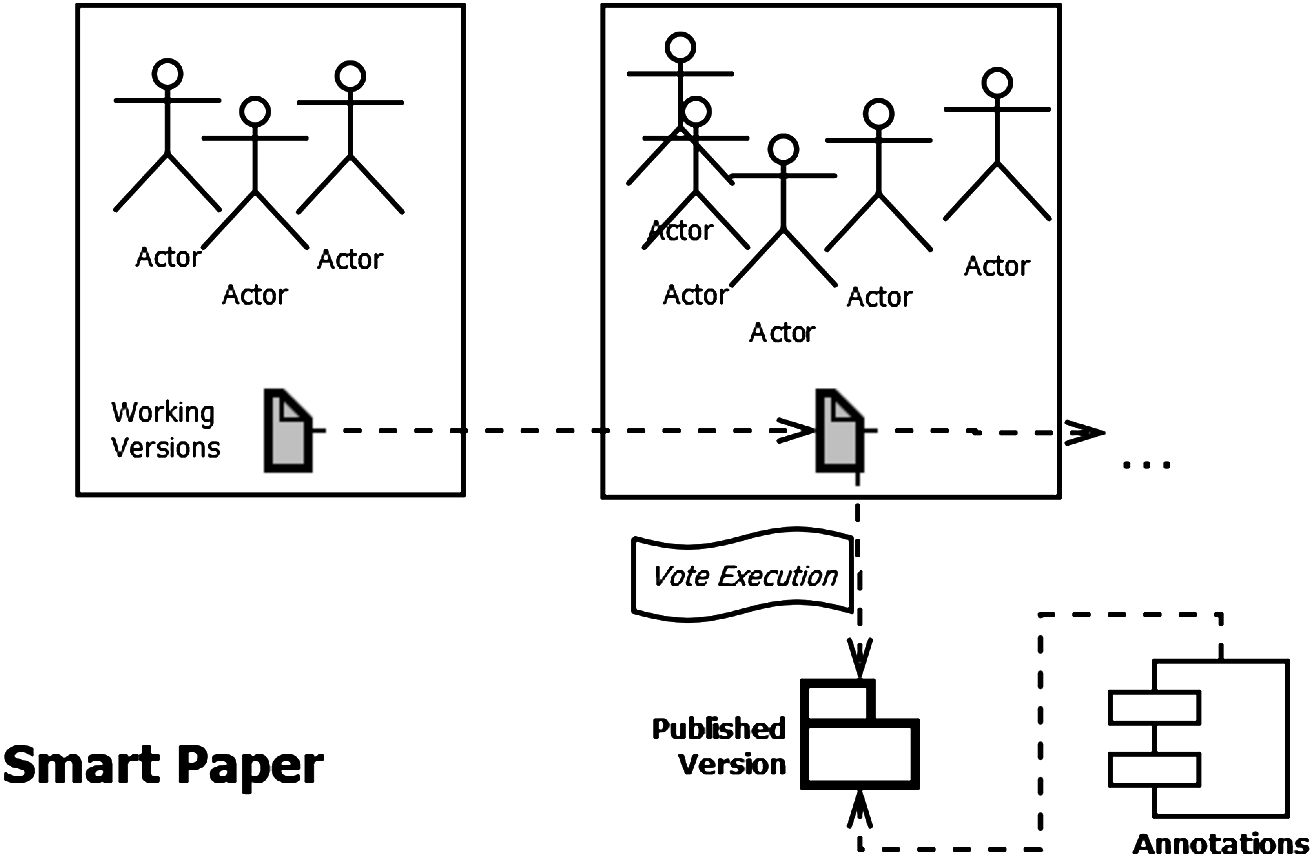 Actor
Actor
Actor
Actor
Actor
Actor
Actor
Actor
Working
Versions
...
Vote Execution
Published
Version
Smart Paper
Annotations